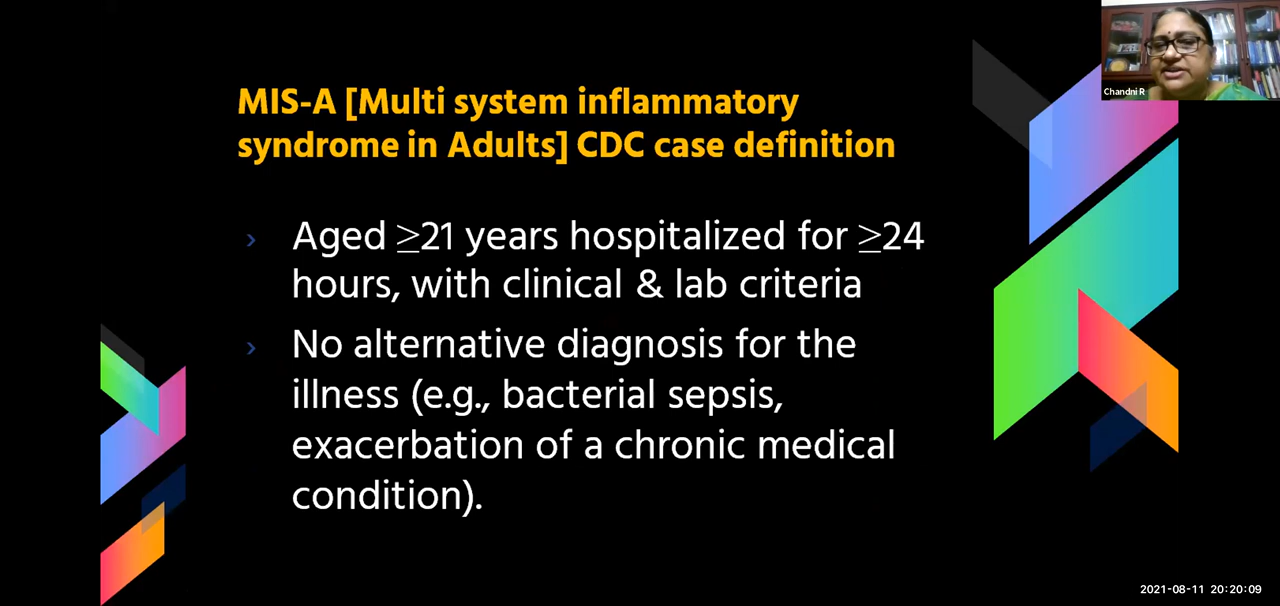 MIS-A [Multi system inflammatory
syndrome in Adults] CDC case definition
› Aged ≥21 years hospitalized for ≥24
hours, with clinical & lab criteria
› No alternative diagnosis for the
illness (e.g., bacterial sepsis,
exacerbation of a chronic medical
condition).
Chandni R
2021-08-11 20:20:09